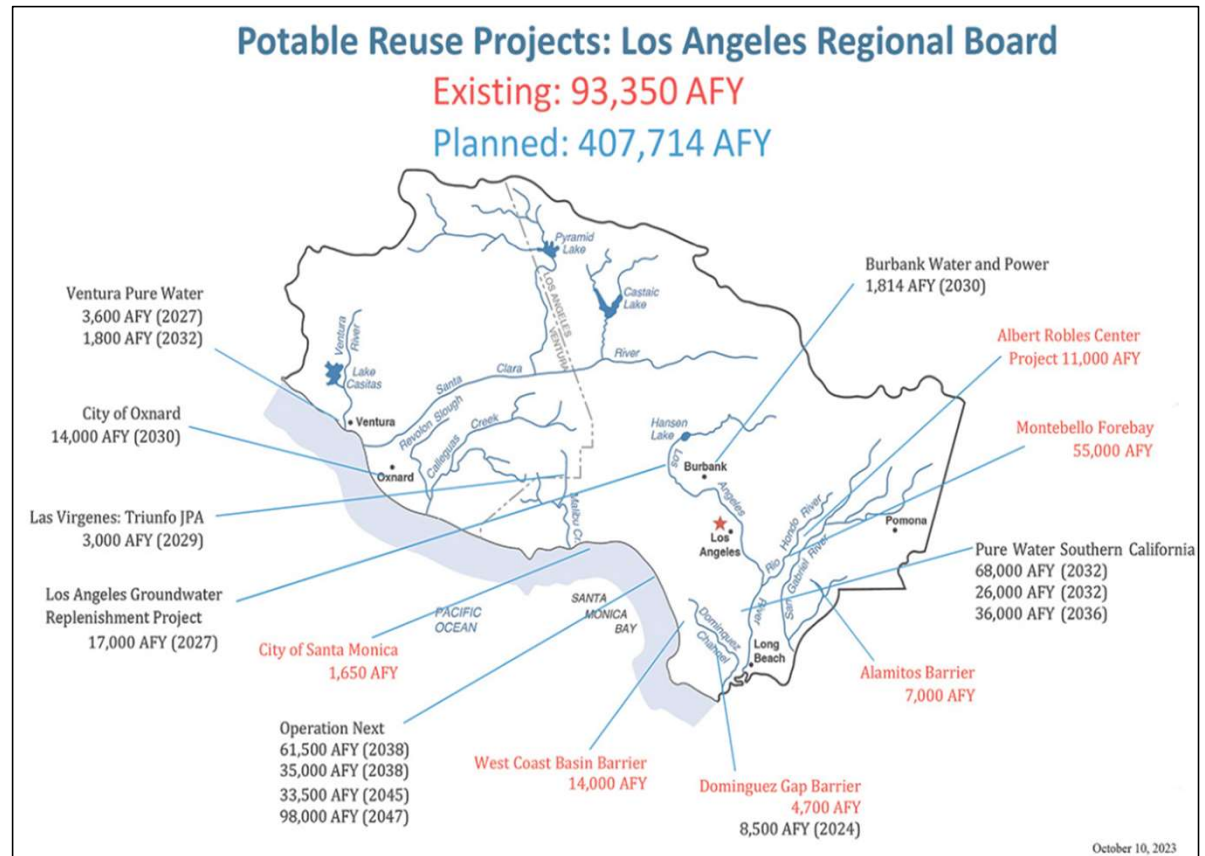 Potable Reuse Projects: Los Angeles Regional Board
Existing: 93,350 AFY
Planned: 407,714 AFY
Ventura Pure Water
3,600 AFY (2027)
1,800 AFY (2032)
City of Oxnard
14,000 AFY (2030)
Las Virgenes: Triunfo JPA
3,000 AFY (2029)
Los Angeles Groundwater
Replenishment Project
17,000 AFY (2027)
City of Santa Monica
1,650 AFY
Operation Next
61,500 AFY (2038)
35,000 AFY (2038)
33,500 AFY (2045)
98,000 AFY (2047)
West Coast Basin Barrier
14,000 AFY
Dominguez Gap Barrier
4,700 AFY
8,500 AFY (2024)
Alamitos Barrier
7,000 AFY
Pure Water Southern California
68,000 AFY (2032)
26,000 AFY (2032)
36,000 AFY (2036)
Montebello Forebay
55,000 AFY
Albert Robles Center
Project 11,000 AFY
Burbank Water and Power
1,814 AFY (2030)
Pyramid
Lake
LOS ANGELES
VENTURA
Castaic
Lake
Ventura
River
Lake
Casitas
Santa
Clara
River
Ventura
Revolon Slough
Calleguas
Creek
Oxnard
Malibu Cr.
Hansen
Lake
Los
Angeles
River
Burbank
Los
Angeles
Rio
Hondo
River
San Gabriel
River
Pomona
PACIFIC
OCEAN
SANTA
MONICA
BAY
Dominguez
Channel
Long
Beach
October 10, 2023